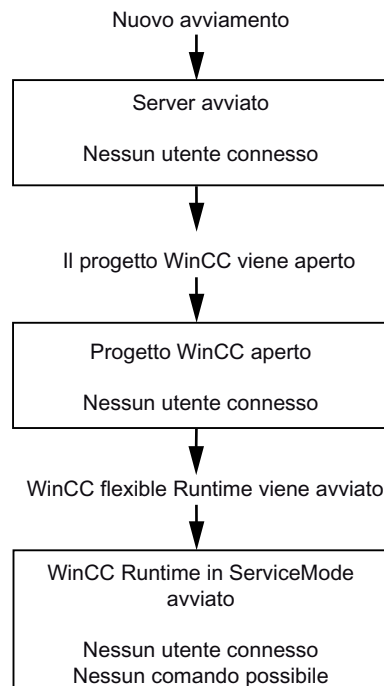 Nuovo avviamento
Server avviato
Nessun utente connesso
Il progetto WinCC viene aperto
Progetto WinCC aperto
Nessun utente connesso
WinCC flexible Runtime viene avviato
WinCC Runtime in ServiceMode
avviato
Nessun utente connesso
Nessun comando possibile